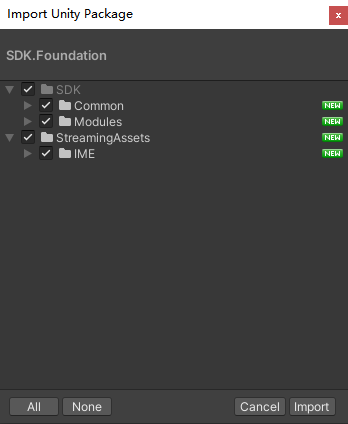 Import Unity Package
x
SDK.Foundation
SDK
Common NEW
Modules NEW
StreamingAssets NEW
IME NEW
All None Cancel Import